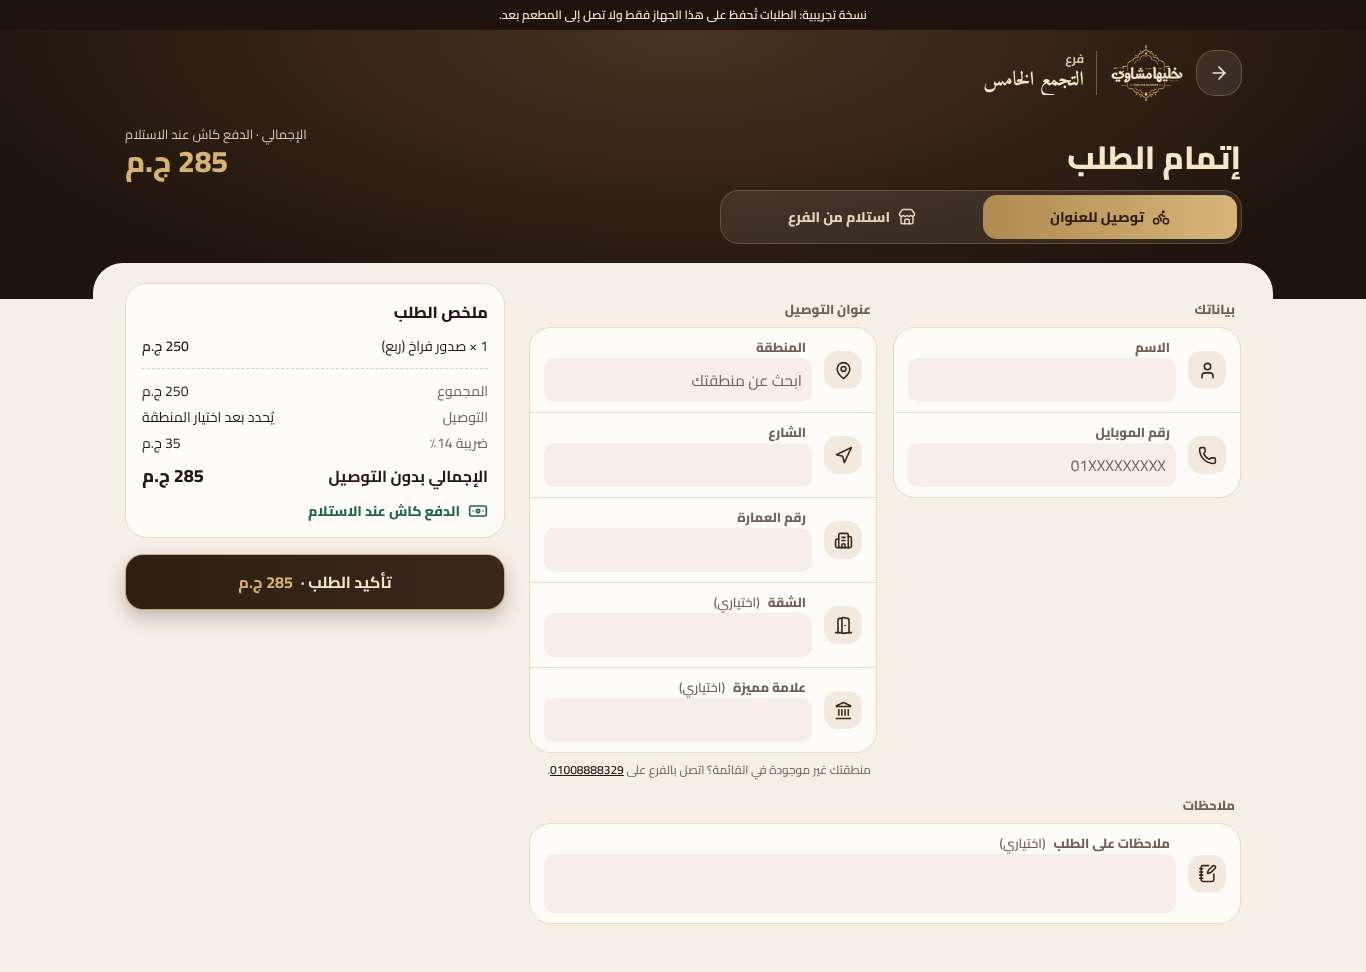 نسخة تجريبية: الطلبات تُحفظ على هذا الجهاز فقط ولا تصل إلى المطعم بعد.
خليها مشاوي
فرع
التجمع الخامس
إتمام الطلب
الإجمالي · الدفع كاش عند الاستلام
285 ج.م
توصيل للعنوان
استلام من الفرع
بياناتك
الاسم
رقم الموبايل
01XXXXXXXXX
عنوان التوصيل
المنطقة
ابحث عن منطقتك
الشارع
رقم العمارة
الشقة (اختياري)
علامة مميزة (اختياري)
منطقتك غير موجودة في القائمة؟ اتصل بالفرع على 01008888329.
ملاحظات
ملاحظات على الطلب (اختياري)
ملخص الطلب
1 × صدور فراخ (ربع) 250 ج.م
المجموع 250 ج.م
التوصيل يُحدد بعد اختيار المنطقة
ضريبة 14٪ 35 ج.م
الإجمالي بدون التوصيل 285 ج.م
الدفع كاش عند الاستلام
تأكيد الطلب · 285 ج.م